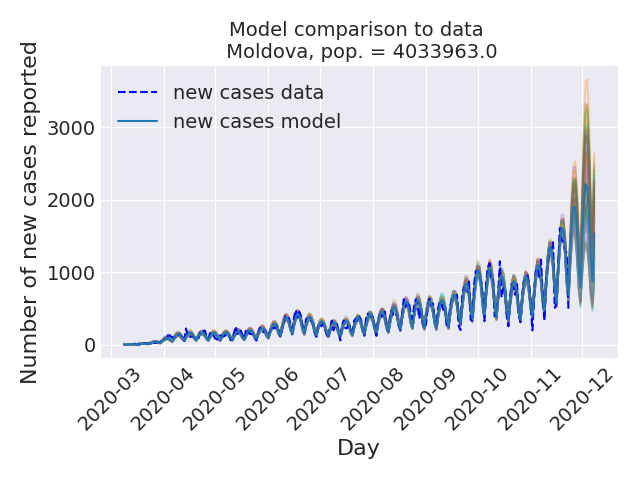 Model comparison to data
Moldova, pop. = 4033963.0
Number of new cases reported
new cases data
new cases model
3000
2000
1000
0
2020-03
2020-04
2020-05
2020-06
2020-07
2020-08
2020-09
2020-10
2020-11
2020-12
Day